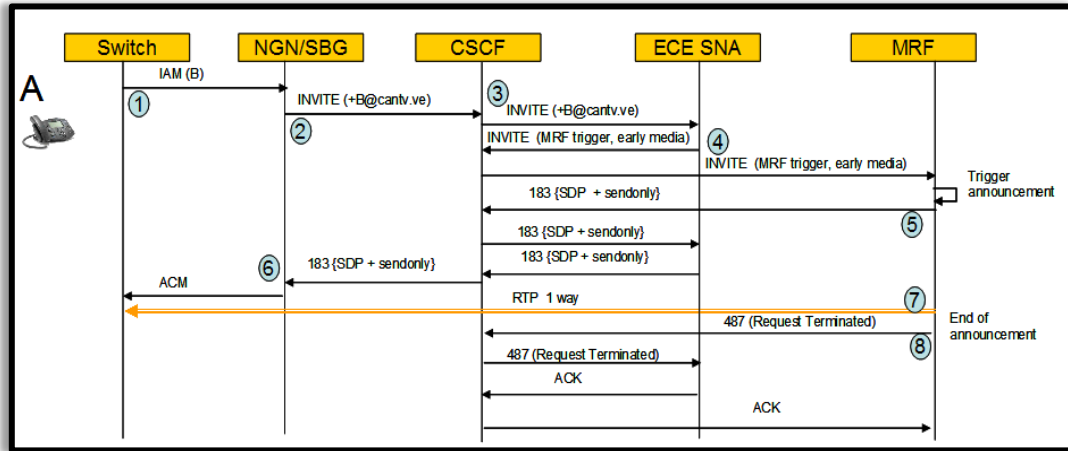 Switch
NGN/SBG
CSCF
ECE SNA
MRF
A
IAM (B)
1
INVITE (+B@cantv.ve)
2
3
INVITE (+B@cantv.ve)
INVITE (MRF trigger, early media)
4
INVITE (MRF trigger, early media)
Trigger
announcement
183 {SDP + sendonly}
5
183 {SDP + sendonly}
183 {SDP + sendonly}
183 {SDP + sendonly}
6
ACM
RTP 1 way
7
End of
announcement
487 (Request Terminated)
8
487 (Request Terminated)
ACK
ACK